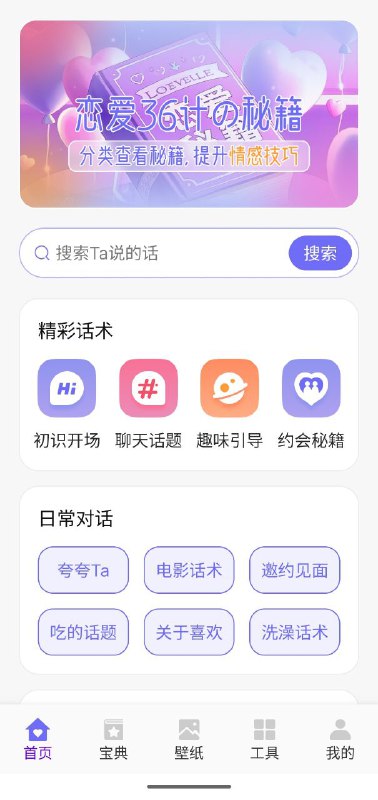 LOEVELLE
恋爱36计の秘籍
分类查看秘籍,提升情感技巧
搜索Ta说的话 搜索
精彩话术
Hi #
初识开场 聊天话题 趣味引导 约会秘籍
日常对话
夸夸Ta 电影话术 邀约见面
吃的话题 关于喜欢 洗澡话术
首页 宝典 壁纸 工具 我的